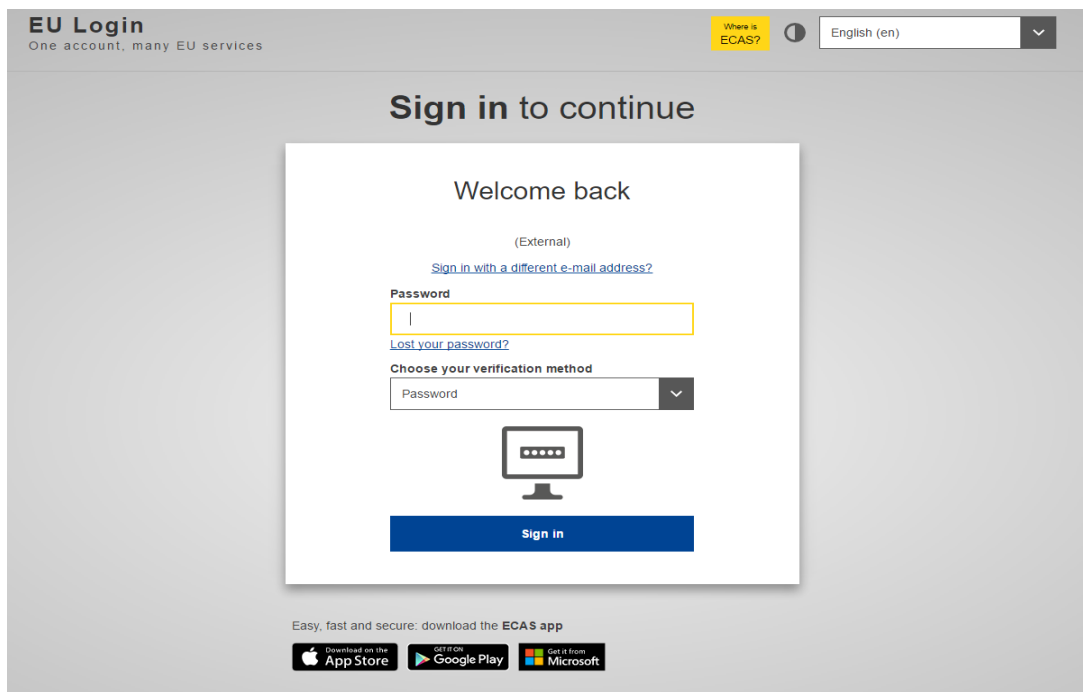 EU Login
One account, many EU services
Where is
ECAS?
English (en)
Sign in to continue
Welcome back
(External)
Sign in with a different e-mail address?
Password
Lost your password?
Choose your verification method
Password
Sign in
Easy, fast and secure: download the ECAS app
Download on the
App Store
GET IT ON
Google Play
Get it from
Microsoft